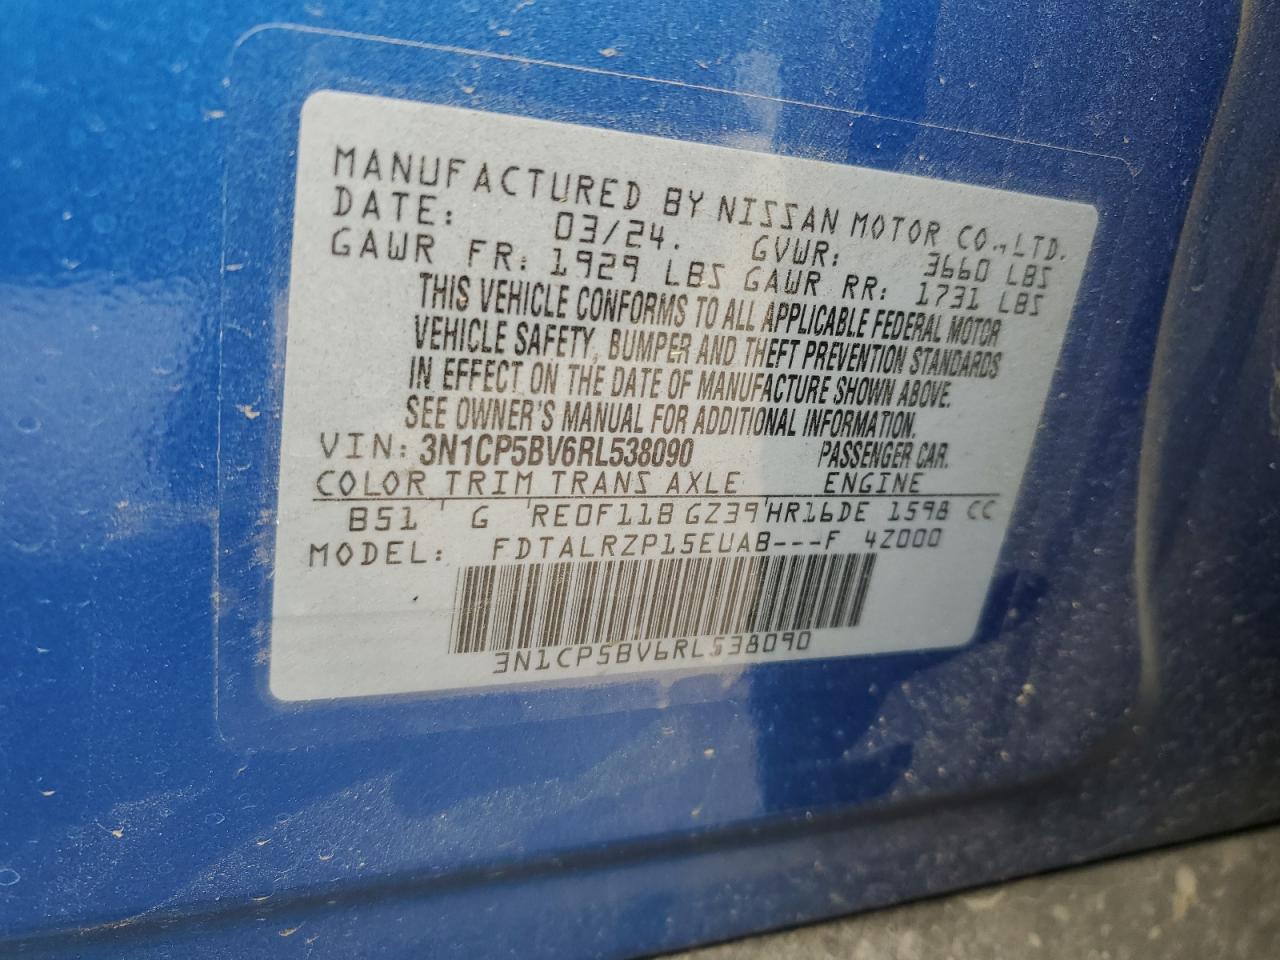 MANUFACTURED BY NISSAN MOTOR CO., LTD.
DATE: 03/24. GVWR: 3660 LBS
GAWR FR: 1929 LBS GAWR RR: 1731 LBS
THIS VEHICLE CONFORMS TO ALL APPLICABLE FEDERAL MOTOR
VEHICLE SAFETY, BUMPER AND THEFT PREVENTION STANDARDS
IN EFFECT ON THE DATE OF MANUFACTURE SHOWN ABOVE.
SEE OWNER'S MANUAL FOR ADDITIONAL INFORMATION.
VIN: 3N1CP5BV6RL538090 PASSENGER CAR.
COLOR TRIM TRANS AXLE ENGINE
B51 ' G 'RE0F11B GZ39'HR16DE 1598 CC
MODEL: FDTALRZP15EUAB---F 4Z000
3N1CP5BV6RL538090